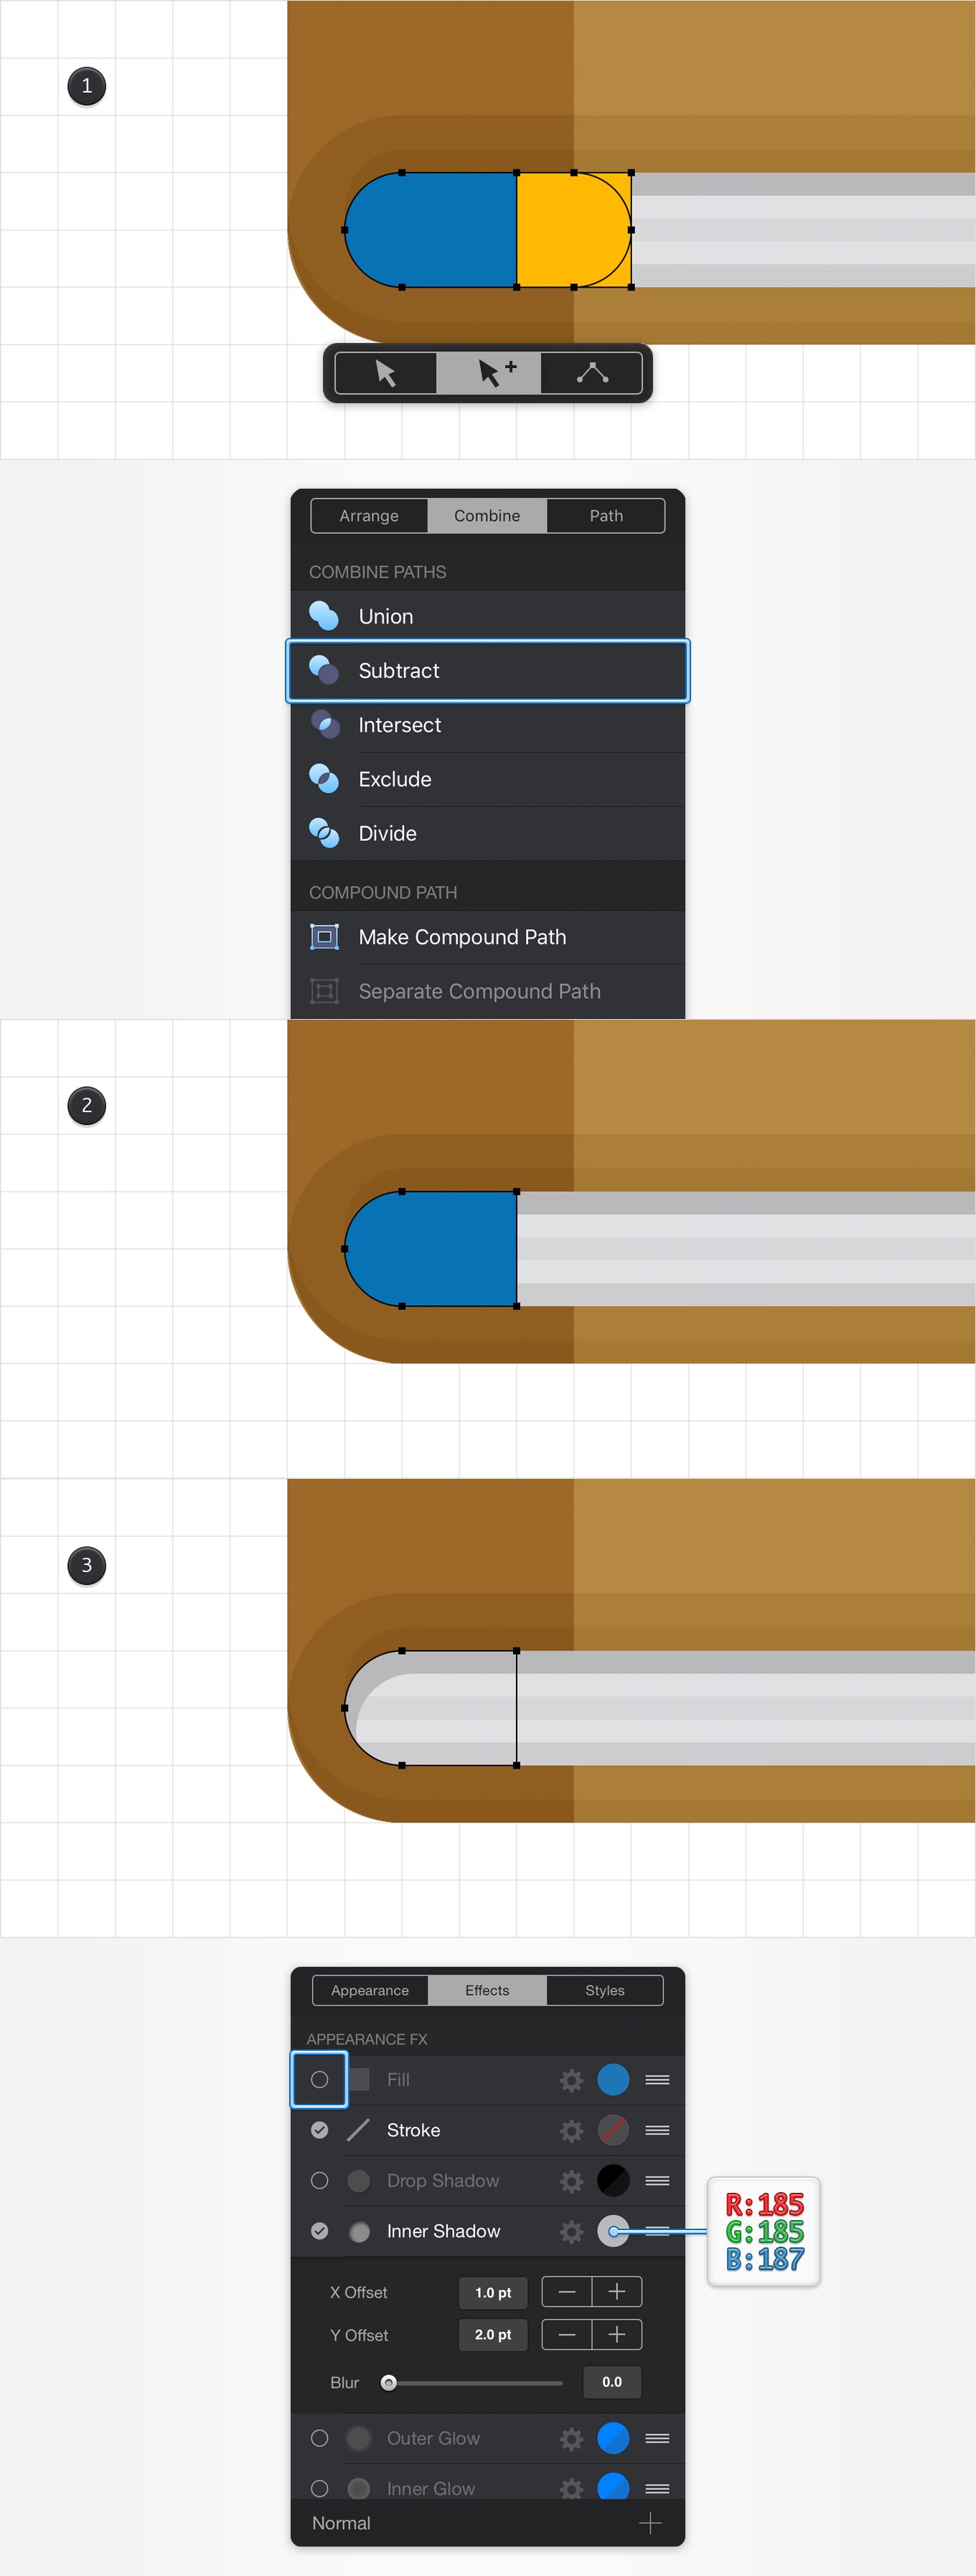 1
Arrange Combine Path
COMBINE PATHS
Union
Subtract
Intersect
Exclude
Divide
COMPOUND PATH
Make Compound Path
Separate Compound Path
2
3
Appearance Effects Styles
APPEARANCE FX
Fill
Stroke
Drop Shadow
Inner Shadow
R:185
G:185
B:187
X Offset 1.0 pt
Y Offset 2.0 pt
Blur 0.0
Outer Glow
Inner Glow
Normal